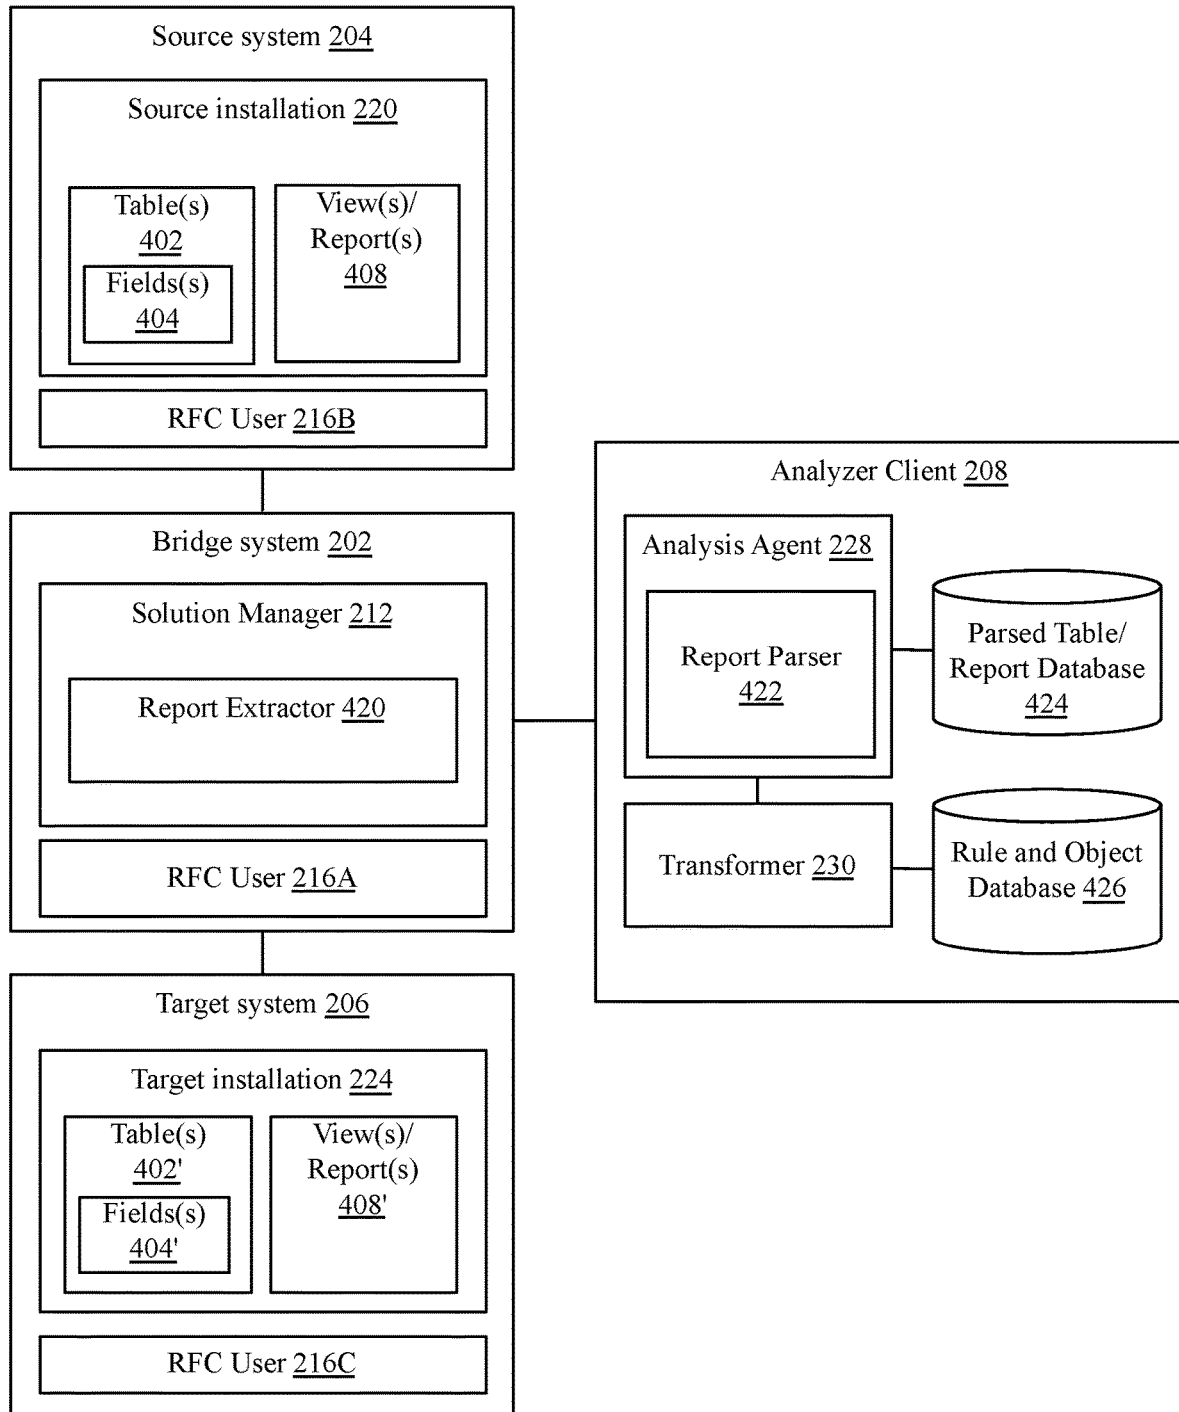 Source system 204
Source installation 220
Table(s)
402
Fields(s)
404
View(s)/
Report(s)
408
RFC User 216B
Bridge system 202
Solution Manager 212
Report Extractor 420
RFC User 216A
Target system 206
Target installation 224
Table(s)
402'
Fields(s)
404'
View(s)/
Report(s)
408'
RFC User 216C
Analyzer Client 208
Analysis Agent 228
Report Parser
422
Parsed Table/
Report Database
424
Transformer 230
Rule and Object
Database 426